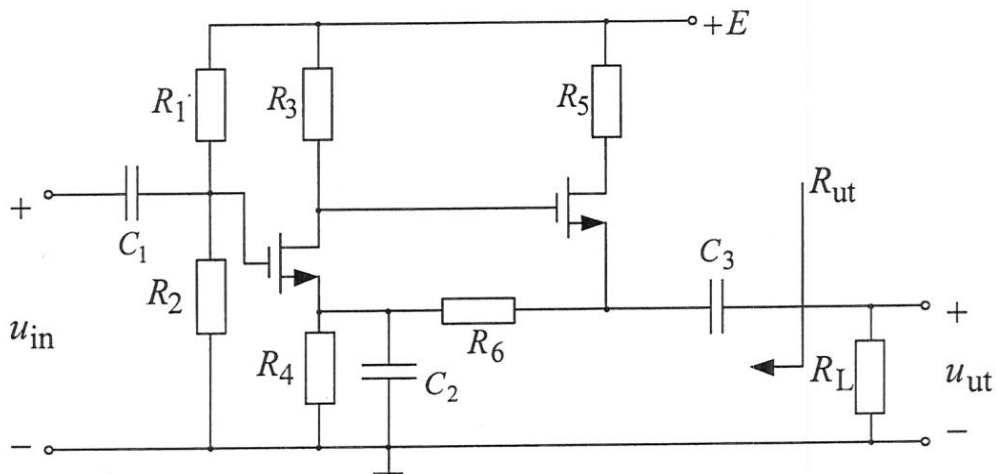 +E
R1
R3
R5
+
Rut
C1
C3
R2
+
uin
R4
R6
C2
RL
uut
−
−